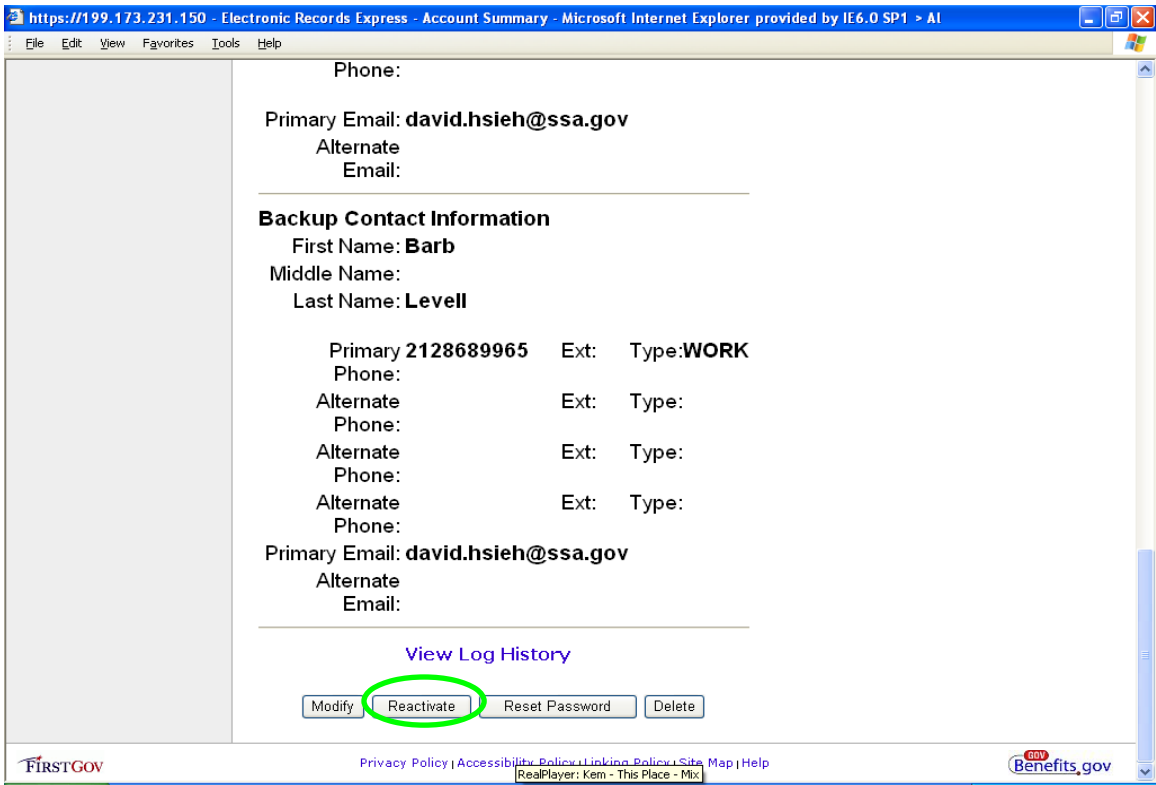 https://199.173.231.150 - Electronic Records Express - Account Summary - Microsoft Internet Explorer provided by IE6.0 SP1 > Al
File Edit View Favorites Tools Help
Phone:
Primary Email: david.hsieh@ssa.gov
Alternate
Email:
Backup Contact Information
First Name: Barb
Middle Name:
Last Name: Levell
Primary 2128689965 Ext: Type:WORK
Phone:
Alternate Ext: Type:
Phone:
Alternate Ext: Type:
Phone:
Alternate Ext: Type:
Phone:
Primary Email: david.hsieh@ssa.gov
Alternate
Email:
View Log History
Modify Reactivate Reset Password Delete
FIRSTGOV Privacy Policy | Accessibility Policy | Linking Policy | Site Map | Help GOV Benefits.gov
RealPlayer: Kem - This Place - Mix